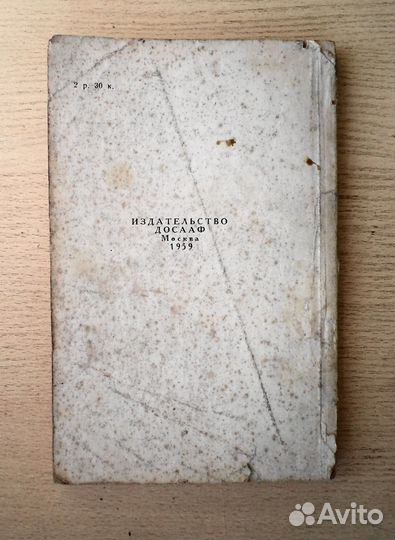 2 р. 30 к.
ИЗДАТЕЛЬСТВО
ДОСААФ
Москва
1959
Avito